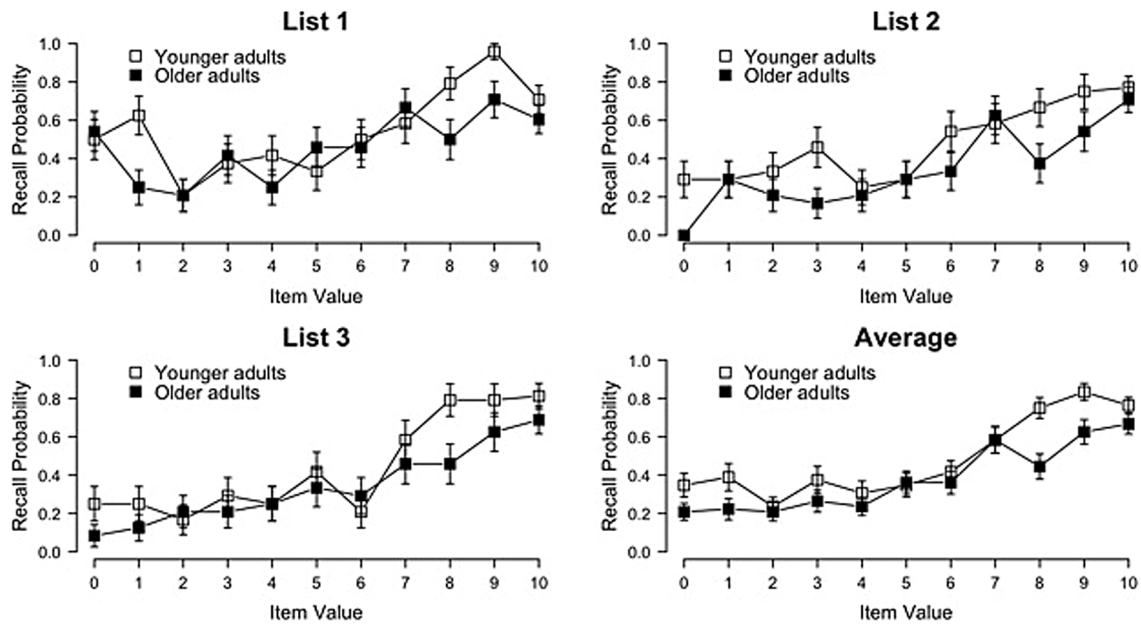 List 1
Younger adults
Older adults
Recall Probability
1.0
0.8
0.6
0.4
0.2
0.0
0 1 2 3 4 5 6 7 8 9 10
Item Value
List 2
Younger adults
Older adults
Recall Probability
1.0
0.8
0.6
0.4
0.2
0.0
0 1 2 3 4 5 6 7 8 9 10
Item Value
List 3
Younger adults
Older adults
Recall Probability
1.0
0.8
0.6
0.4
0.2
0.0
0 1 2 3 4 5 6 7 8 9 10
Item Value
Average
Younger adults
Older adults
Recall Probability
1.0
0.8
0.6
0.4
0.2
0.0
0 1 2 3 4 5 6 7 8 9 10
Item Value